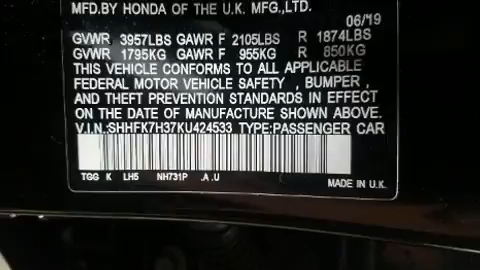 MFD.BY HONDA OF THE U.K. MFG.,LTD.
06/19
GVWR 3957LBS GAWR F 2105LBS R 1874LBS
GVWR 1795KG GAWR F 955KG R 850KG
THIS VEHICLE CONFORMS TO ALL APPLICABLE
FEDERAL MOTOR VEHICLE SAFETY , BUMPER ,
AND THEFT PREVENTION STANDARDS IN EFFECT
ON THE DATE OF MANUFACTURE SHOWN ABOVE.
V.I.N.:SHHFK7H37KU424533 TYPE:PASSENGER CAR
TGG K LH5 NH731P .A .U
MADE IN U.K.